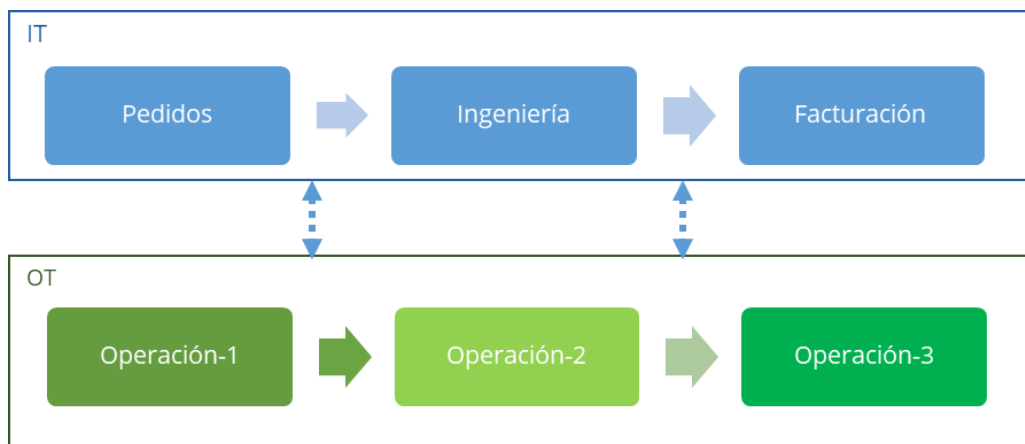 IT
Pedidos
Ingeniería
Facturación
OT
Operación-1
Operación-2
Operación-3